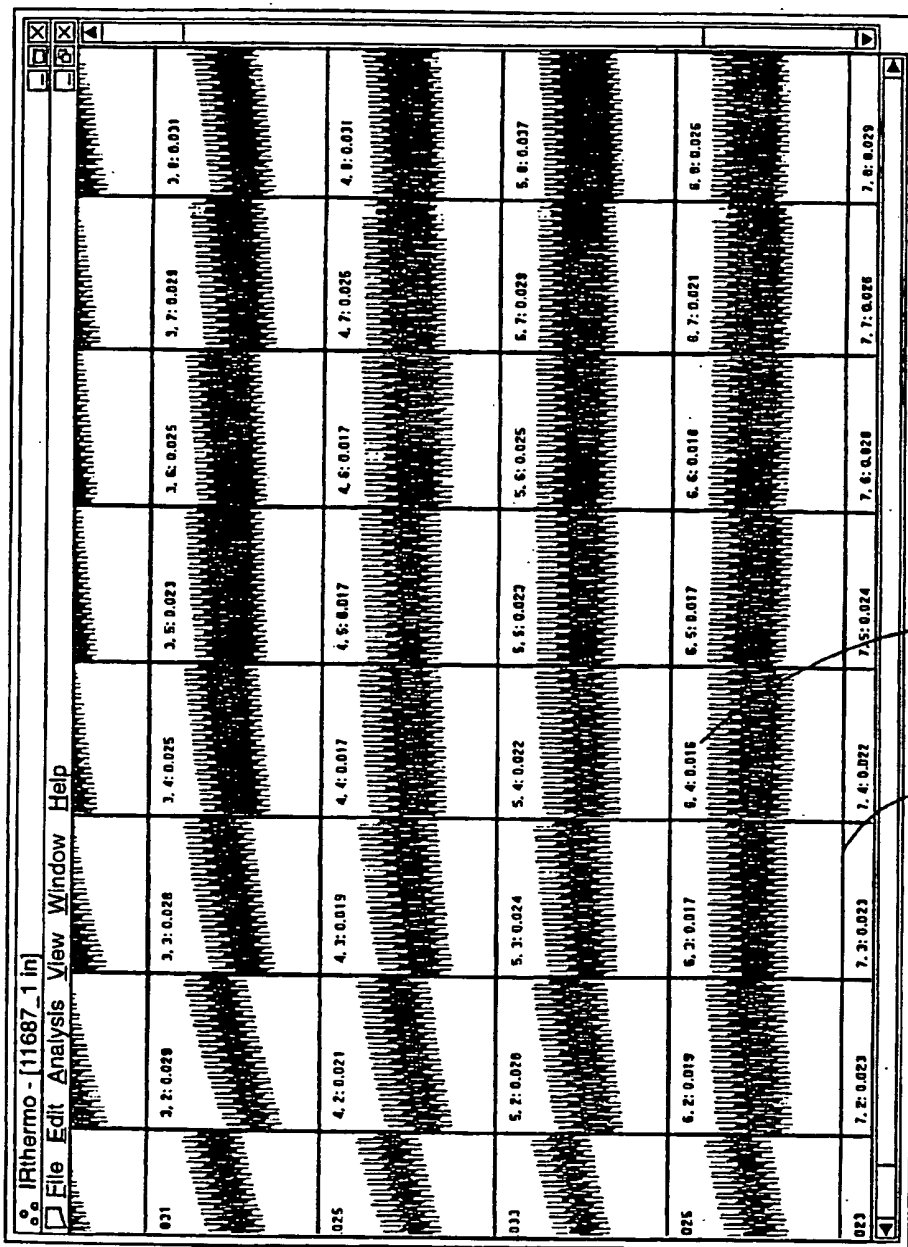 IRthermo - [11687_1 in]
File Edit Analysis View Window Help
031
3, 2: 0.029
3, 3: 0.028
3, 4: 0.025
3, 5: 0.023
3, 6: 0.025
3, 7: 0.029
3, 8: 0.031
.025
4, 2: 0.021
4, 3: 0.019
4, 4: 0.017
4, 5: 0.017
4, 6: 0.017
4, 7: 0.025
4, 8: 0.031
033
5, 2: 0.028
5, 3: 0.024
5, 4: 0.022
5, 5: 0.023
5, 6: 0.025
5, 7: 0.029
5, 8: 0.037
025
6, 2: 0.019
6, 3: 0.017
6, 4: 0.016
6, 5: 0.017
6, 6: 0.018
6, 7: 0.021
6, 8: 0.026
023
7, 2: 0.023
7, 3: 0.023
7, 4: 0.022
7, 5: 0.024
7, 6: 0.028
7, 7: 0.026
7, 8: 0.029